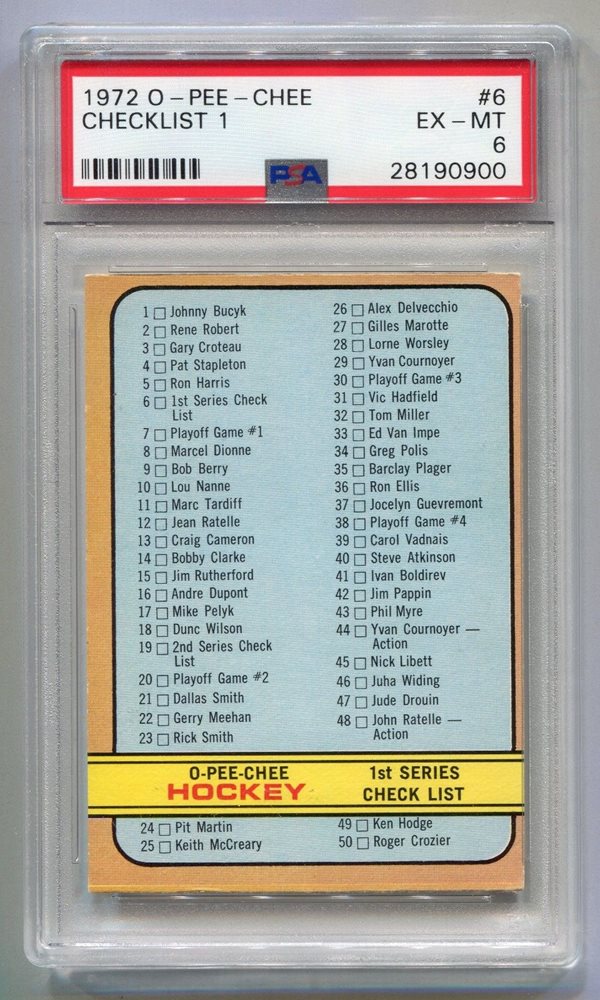 1972 O-PEE-CHEE #6
CHECKLIST 1 EX-MT
6
PSA 28190900
1 Johnny Bucyk
2 Rene Robert
3 Gary Croteau
4 Pat Stapleton
5 Ron Harris
6 1st Series Check
List
7 Playoff Game #1
8 Marcel Dionne
9 Bob Berry
10 Lou Nanne
11 Marc Tardiff
12 Jean Ratelle
13 Craig Cameron
14 Bobby Clarke
15 Jim Rutherford
16 Andre Dupont
17 Mike Pelyk
18 Dunc Wilson
19 2nd Series Check
List
20 Playoff Game #2
21 Dallas Smith
22 Gerry Meehan
23 Rick Smith
26 Alex Delvecchio
27 Gilles Marotte
28 Lorne Worsley
29 Yvan Cournoyer
30 Playoff Game #3
31 Vic Hadfield
32 Tom Miller
33 Ed Van Impe
34 Greg Polis
35 Barclay Plager
36 Ron Ellis
37 Jocelyn Guevremont
38 Playoff Game #4
39 Carol Vadnais
40 Steve Atkinson
41 Ivan Boldirev
42 Jim Pappin
43 Phil Myre
44 Yvan Cournoyer —
Action
45 Nick Libett
46 Juha Widing
47 Jude Drouin
48 John Ratelle —
Action
O-PEE-CHEE
HOCKEY
1st SERIES
CHECK LIST
24 Pit Martin
25 Keith McCreary
49 Ken Hodge
50 Roger Crozier